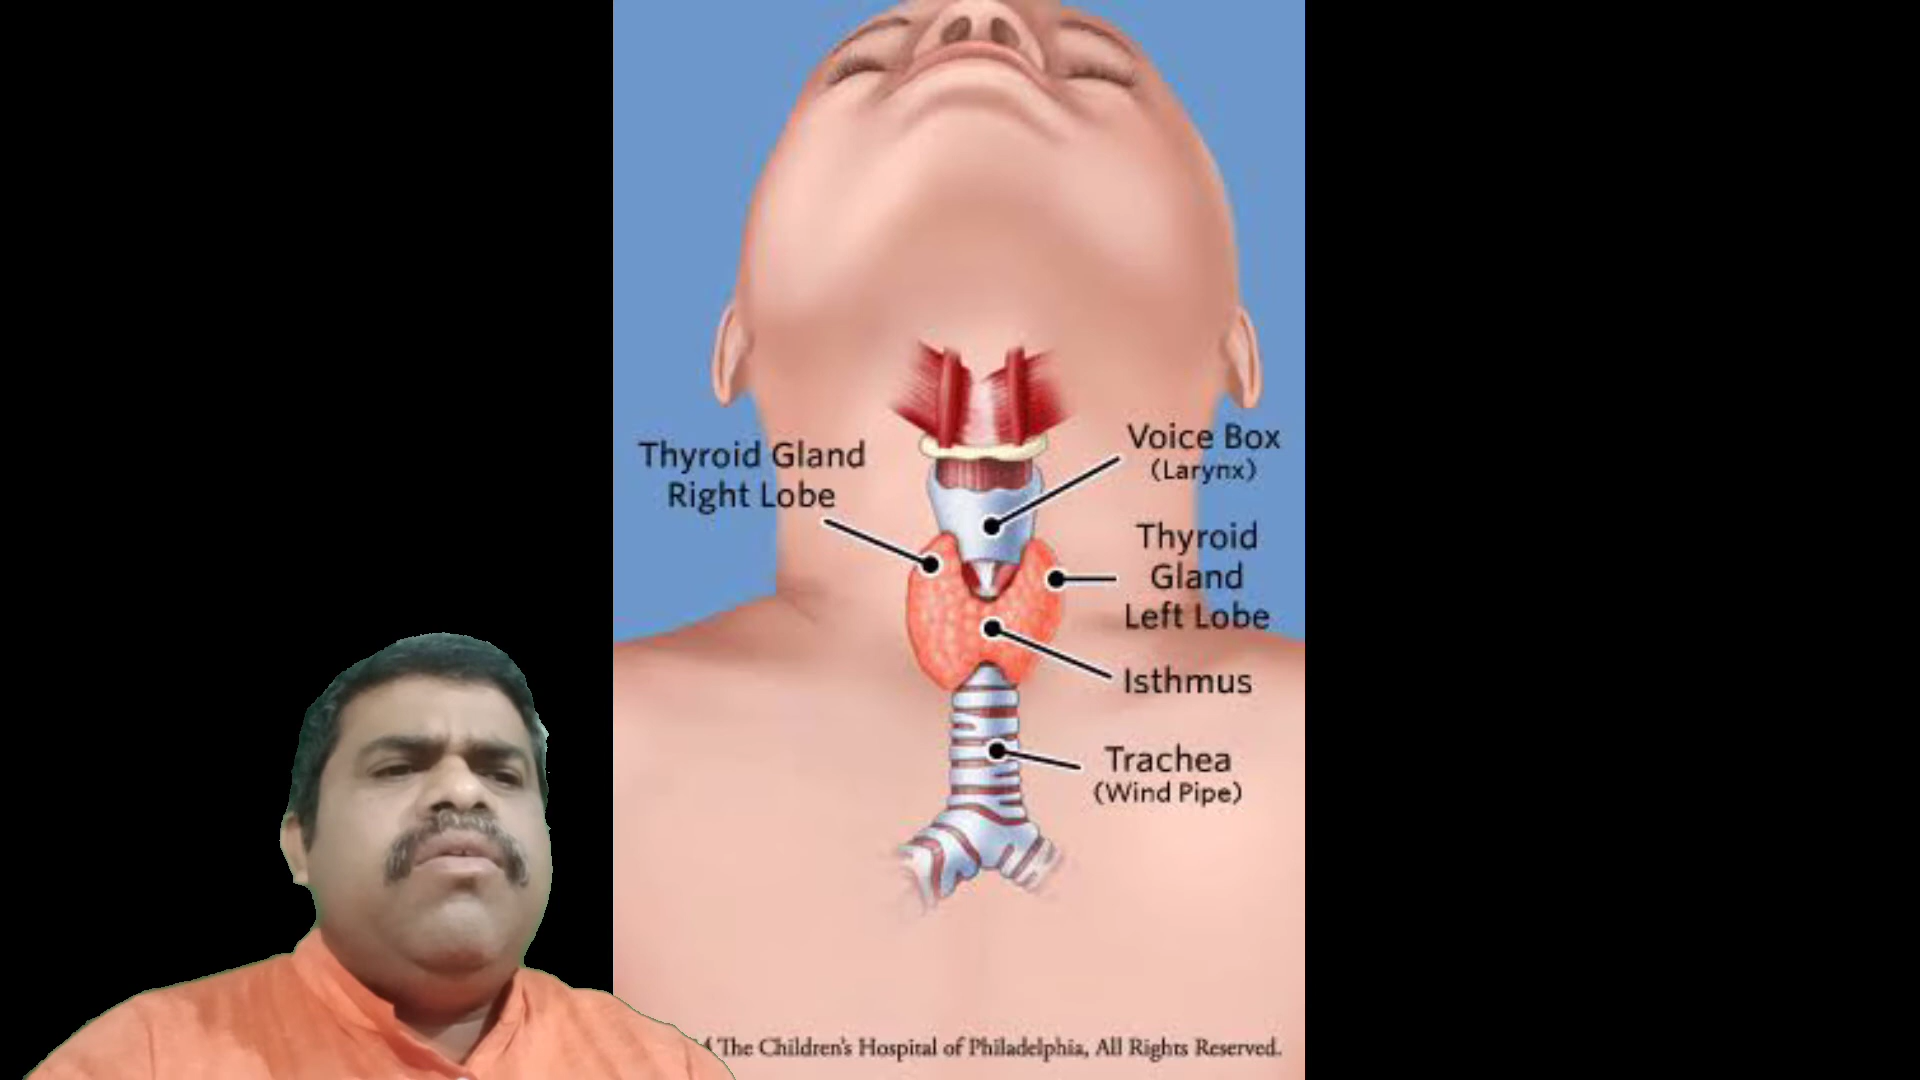 Thyroid Gland
Right Lobe
Voice Box
(Larynx)
Thyroid
Gland
Left Lobe
Isthmus
Trachea
(Wind Pipe)
The Children's Hospital of Philadelphia, All Rights Reserved.